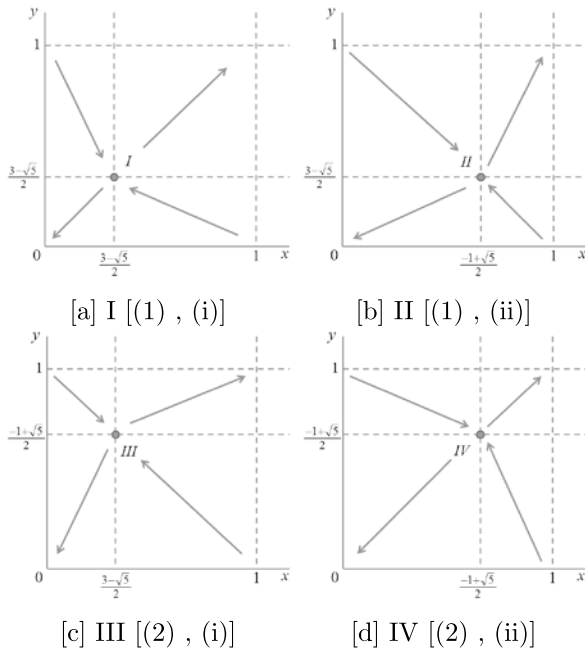 y
1
I
3−√5/2
0
3−√5/2
1
x
[a] I [(1) , (i)]
y
1
II
3−√5/2
0
−1+√5/2
1
x
[b] II [(1) , (ii)]
y
1
−1+√5/2
III
0
3−√5/2
1
x
[c] III [(2) , (i)]
y
1
−1+√5/2
IV
0
−1+√5/2
1
x
[d] IV [(2) , (ii)]